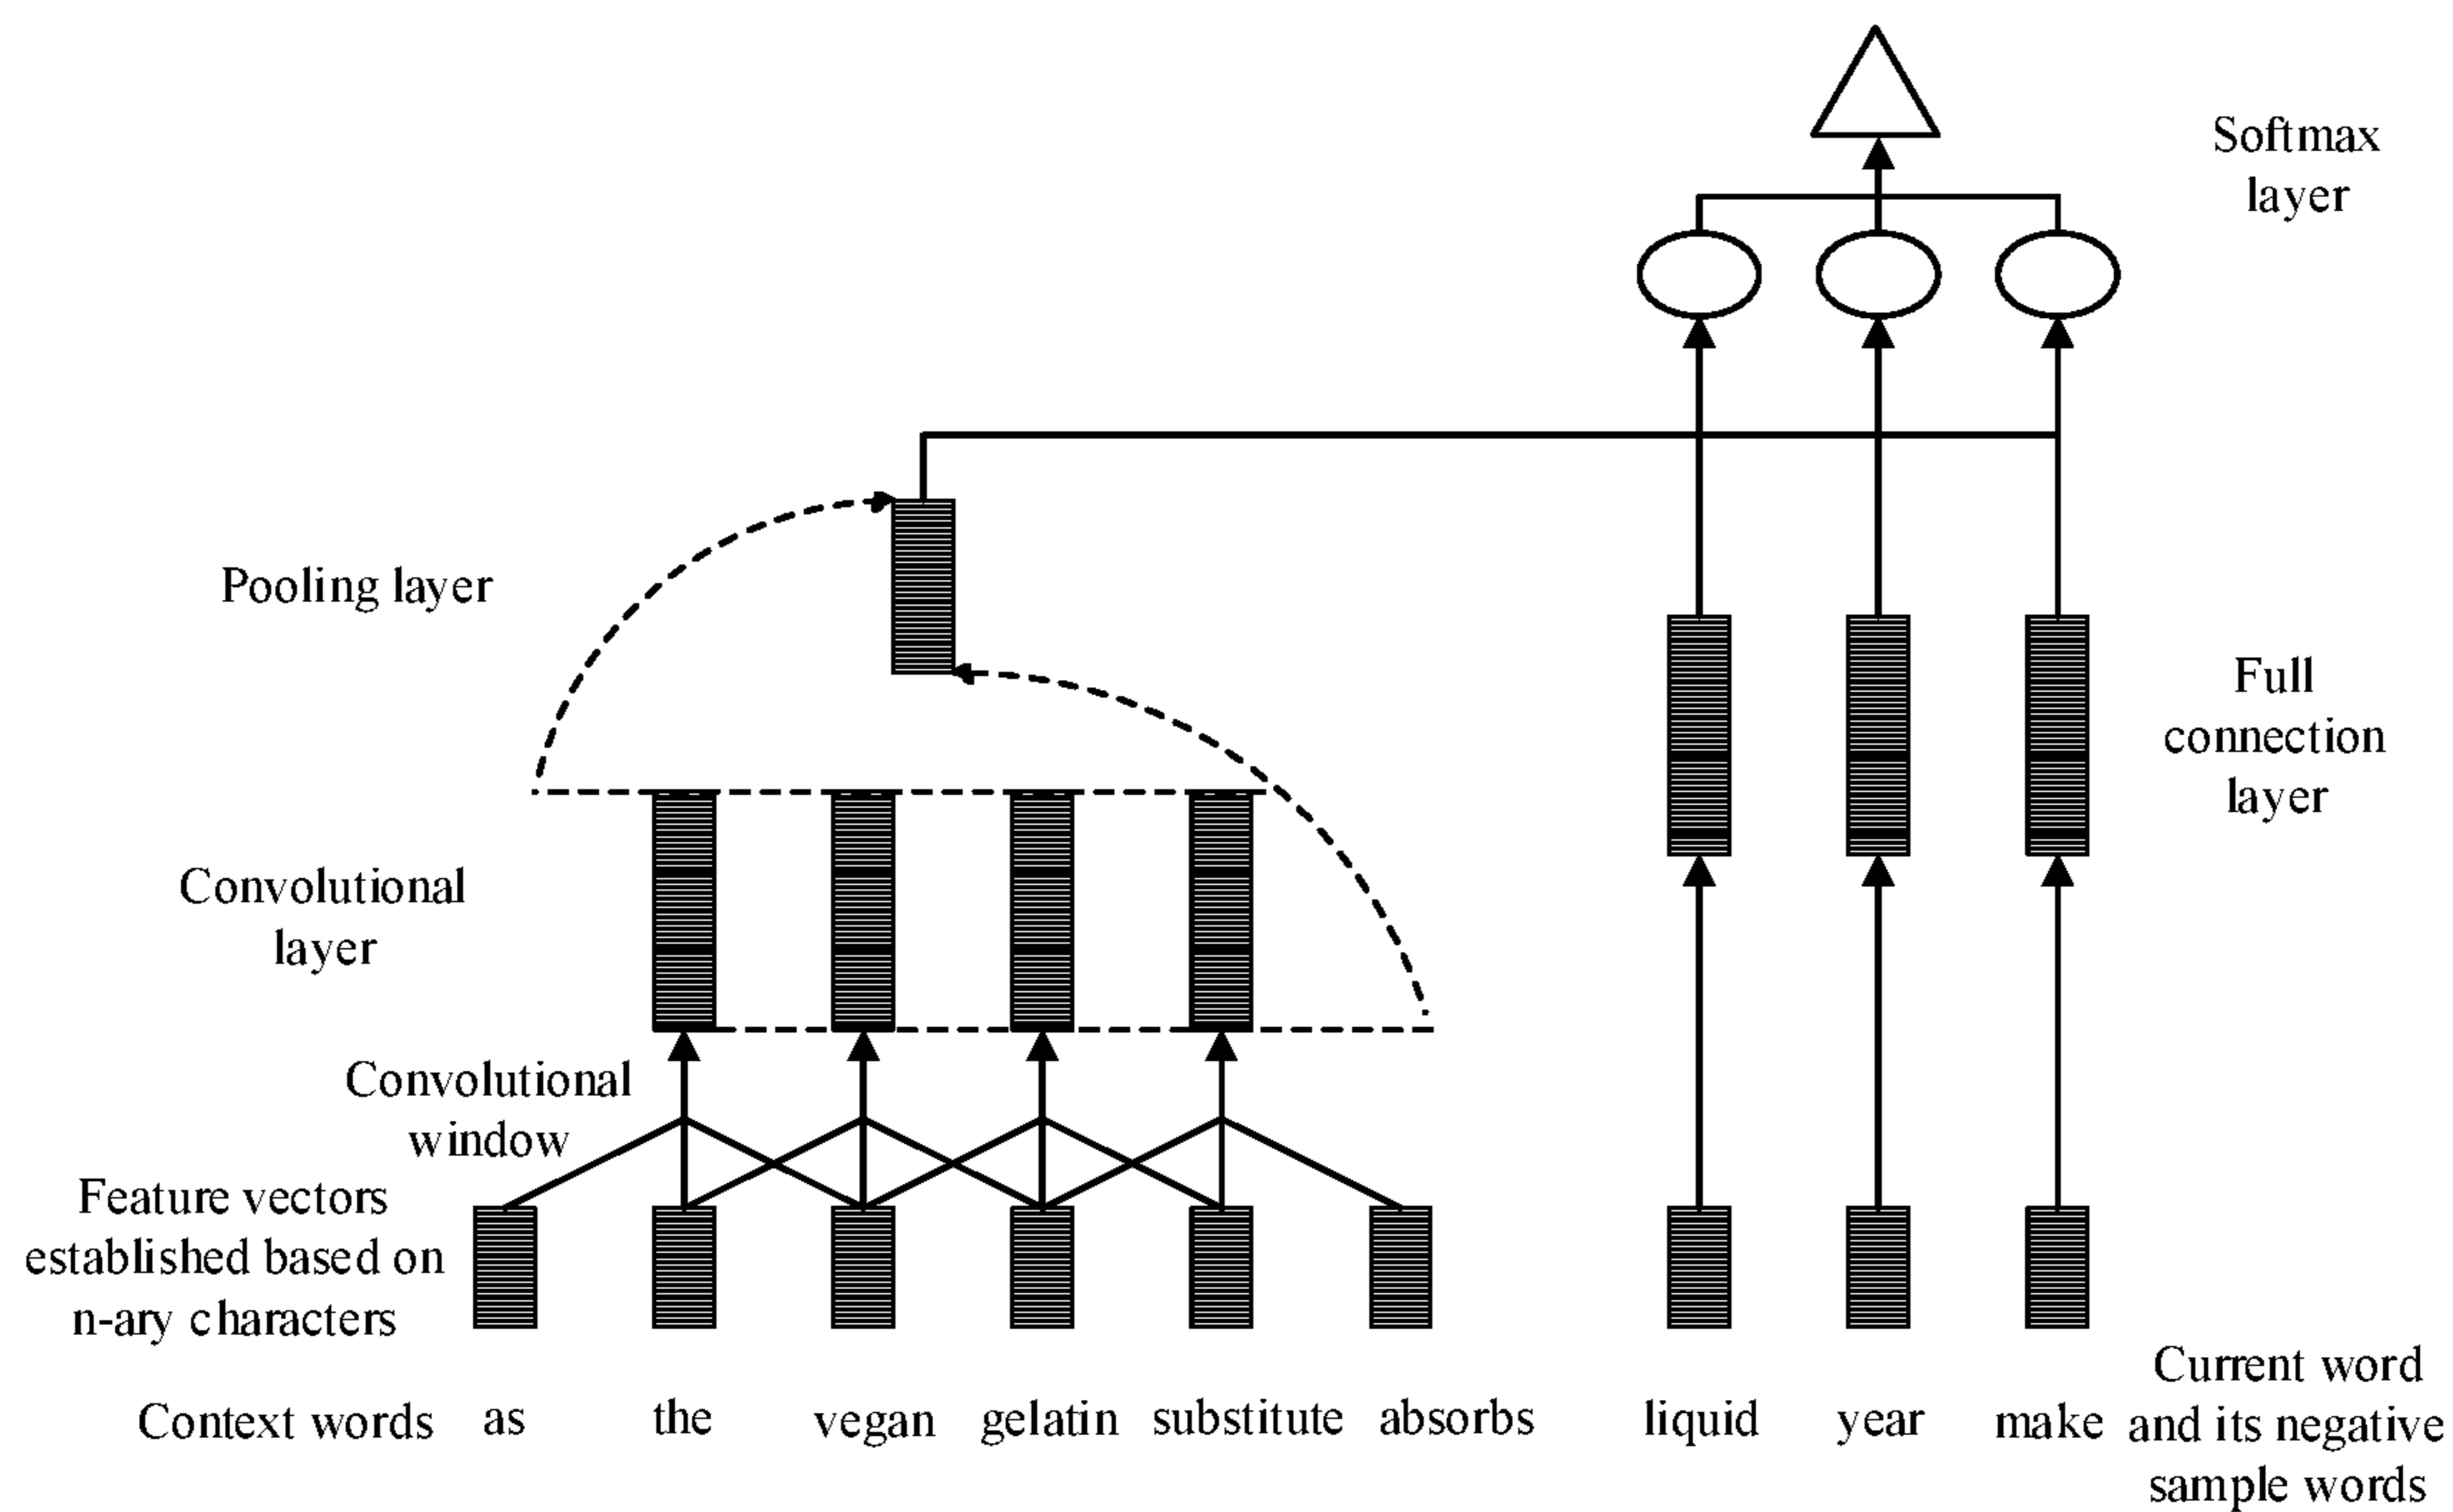 Softmax
layer
Pooling layer
Full
connection
layer
Convolutional
layer
Convolutional
window
Feature vectors
established based on
n-ary characters
Context words as the vegan gelatin substitute absorbs liquid year make
Current word
and its negative
sample words